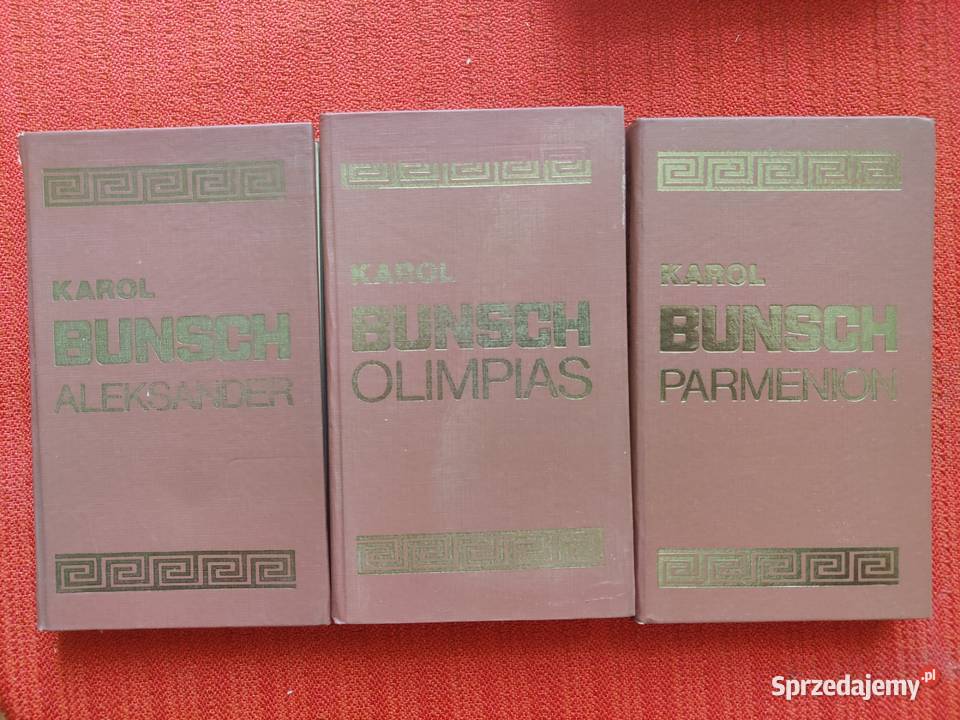 KAROL
BUNSCH
ALEKSANDER
KAROL
BUNSCH
OLIMPIAS
KAROL
BUNSCH
PARMENION
Sprzedajemy.pl